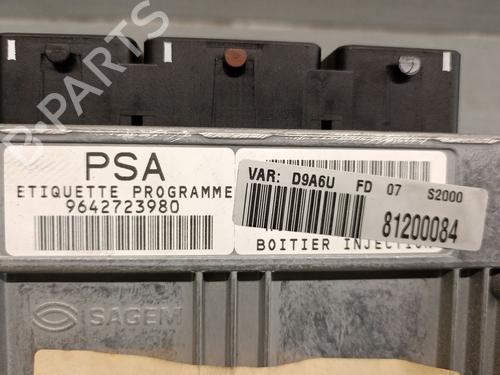 B-PARTS
PSA
ETIQUETTE PROGRAMME
9642723980
VAR: D9A6U FD 07 S2000
81200084
BOITIER INJECTION
SAGEM